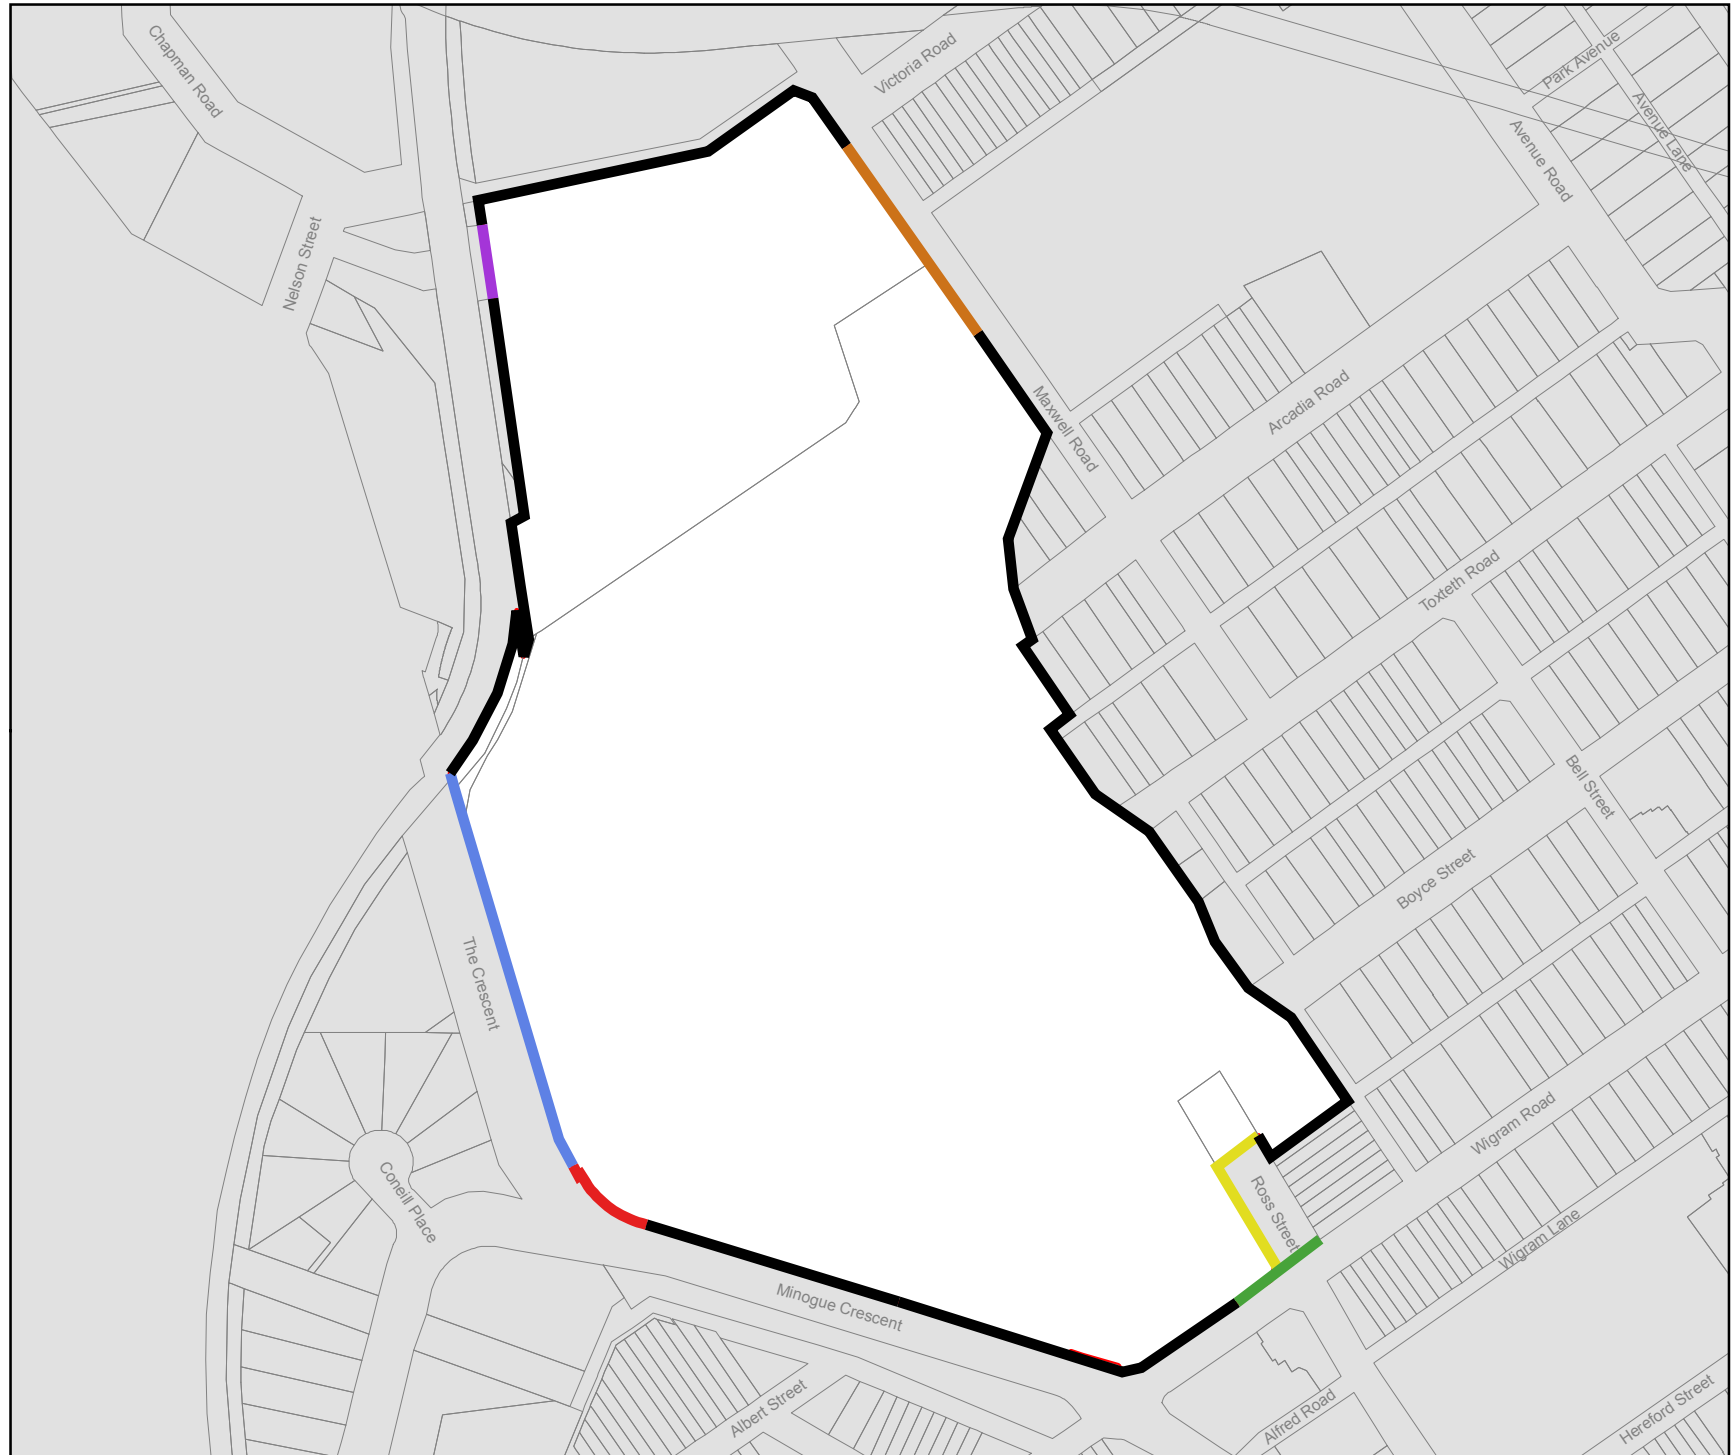 Chapman Road
Victoria Road
Park Avenue
Avenue Lane
Avenue Road
Nelson Street
Maxwell Road
Arcadia Road
Toxteth Road
Bell Street
Boyce Street
The Crescent
Wigram Road
Coneill Place
Ross Street
Wigram Lane
Minogue Crescent
Albert Street
Alfred Road
Hereford Street